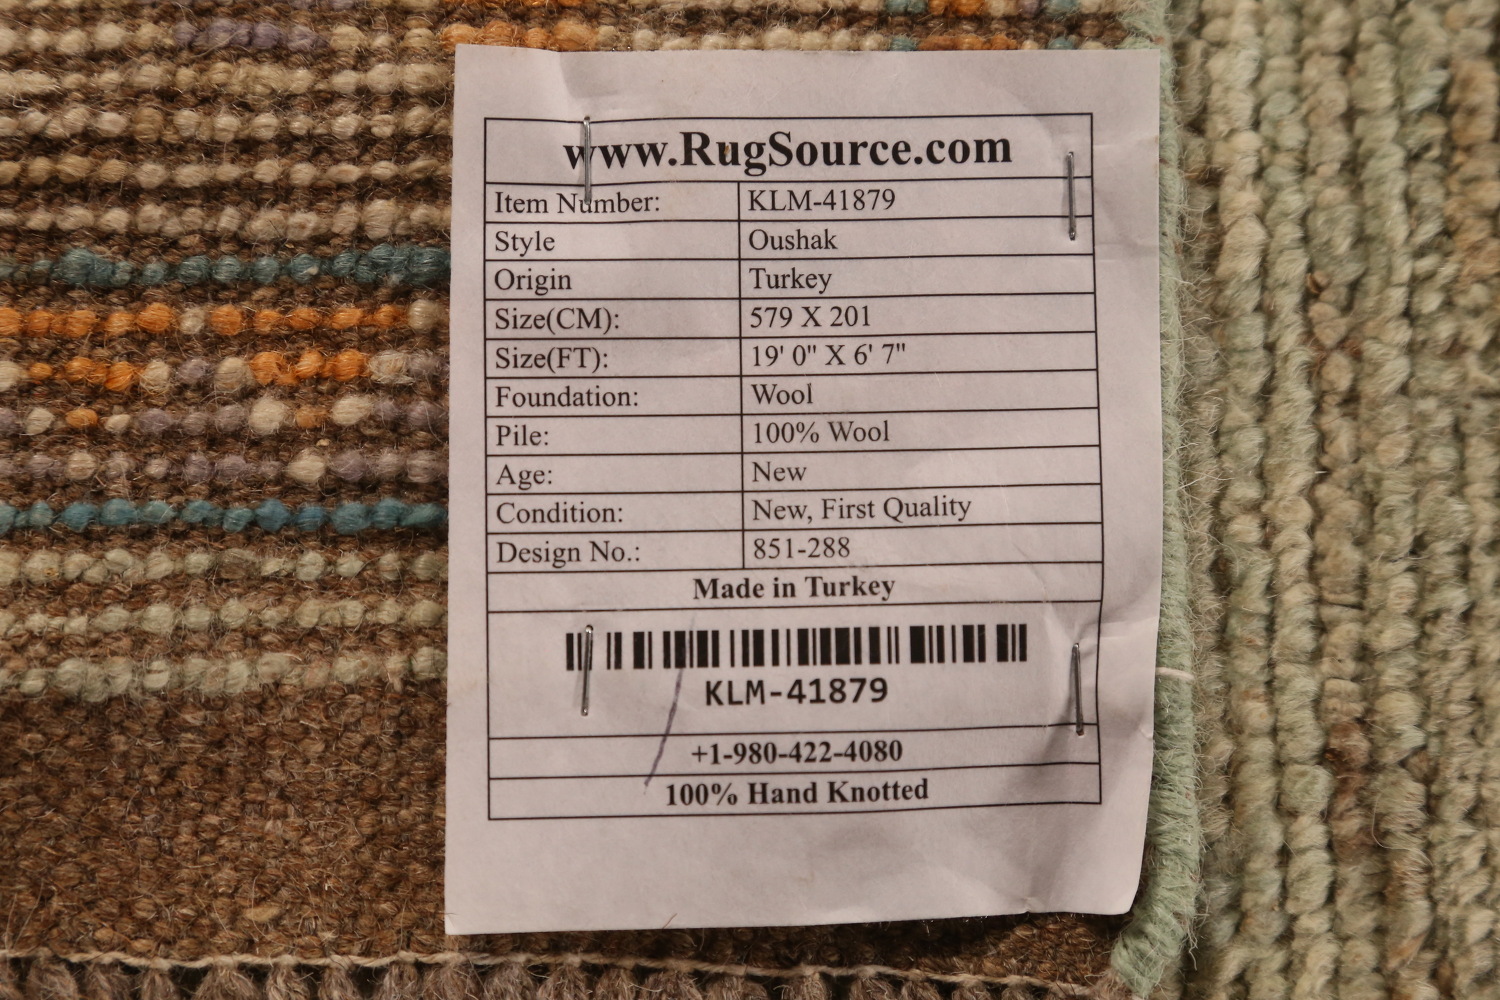 www.RugSource.com
Item Number: KLM-41879
Style Oushak
Origin Turkey
Size(CM): 579 X 201
Size(FT): 19' 0" X 6' 7"
Foundation: Wool
Pile: 100% Wool
Age: New
Condition: New, First Quality
Design No.: 851-288
Made in Turkey
KLM-41879
+1-980-422-4080
100% Hand Knotted